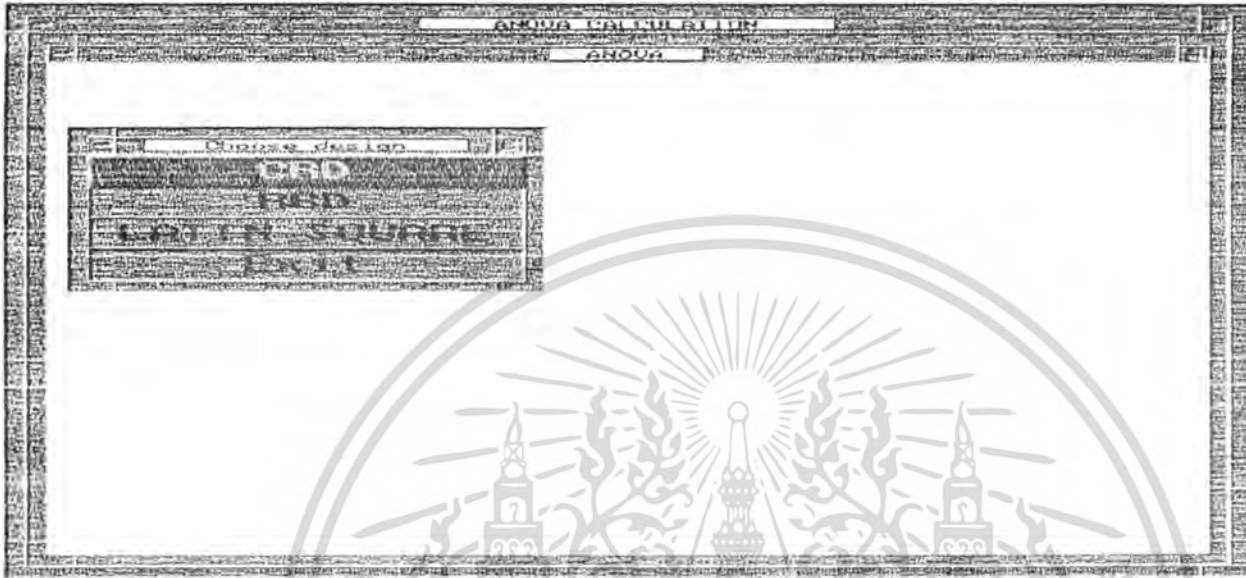 ANOVA CALCULATION
ANOVA
Choose design
CRD
RBD
LATIN SQUARE
Exit